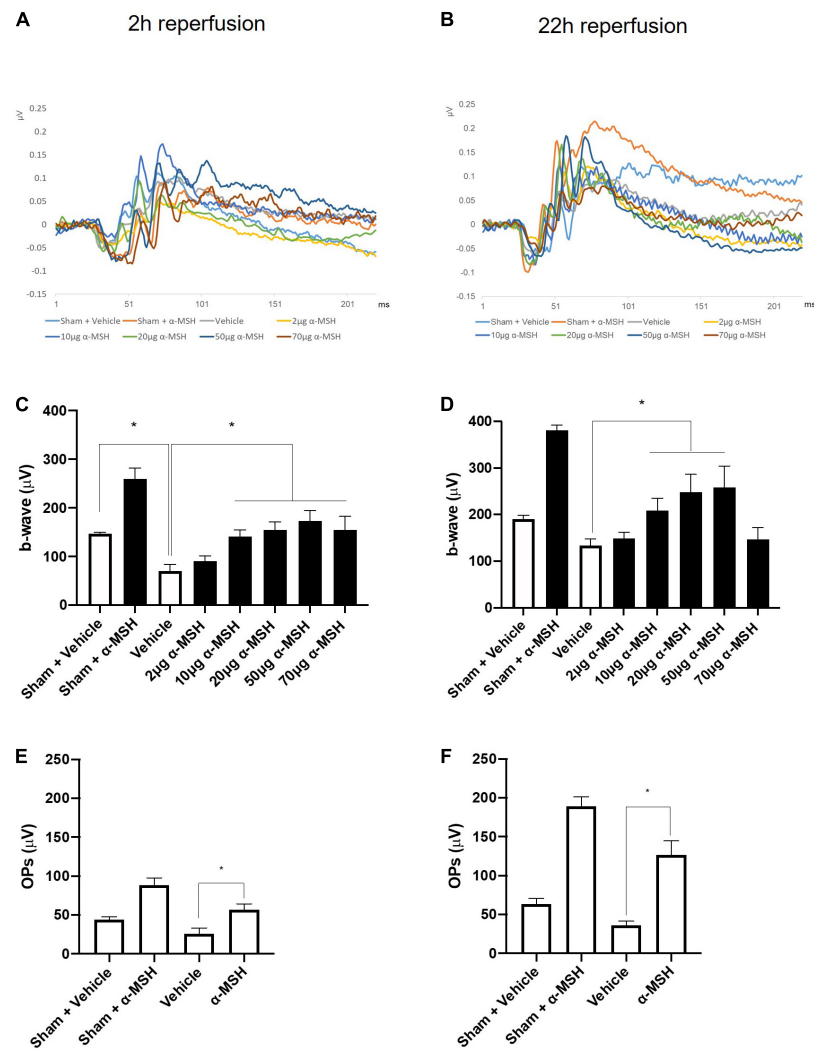 A
2h reperfusion
B
22h reperfusion
µV
0.25
0.2
0.15
0.1
0.05
0
-0.05
-0.1
-0.15
1
51
101
151
201
ms
Sham + Vehicle
Sham + α-MSH
Vehicle
2µg α-MSH
10µg α-MSH
20µg α-MSH
50µg α-MSH
70µg α-MSH
µV
0.25
0.2
0.15
0.1
0.05
0
-0.05
-0.1
-0.15
1
51
101
151
201
ms
Sham + Vehicle
Sham + α-MSH
Vehicle
2µg α-MSH
10µg α-MSH
20µg α-MSH
50µg α-MSH
70µg α-MSH
C
b-wave (µV)
400
300
200
100
0
*
*
Sham + Vehicle
Sham + α-MSH
Vehicle
2µg α-MSH
10µg α-MSH
20µg α-MSH
50µg α-MSH
70µg α-MSH
D
b-wave (µV)
400
300
200
100
0
*
Sham + Vehicle
Sham + α-MSH
Vehicle
2µg α-MSH
10µg α-MSH
20µg α-MSH
50µg α-MSH
70µg α-MSH
E
OPs (µV)
250
200
150
100
50
0
*
Sham + Vehicle
Sham + α-MSH
Vehicle
α-MSH
F
OPs (µV)
250
200
150
100
50
0
*
Sham + Vehicle
Sham + α-MSH
Vehicle
α-MSH